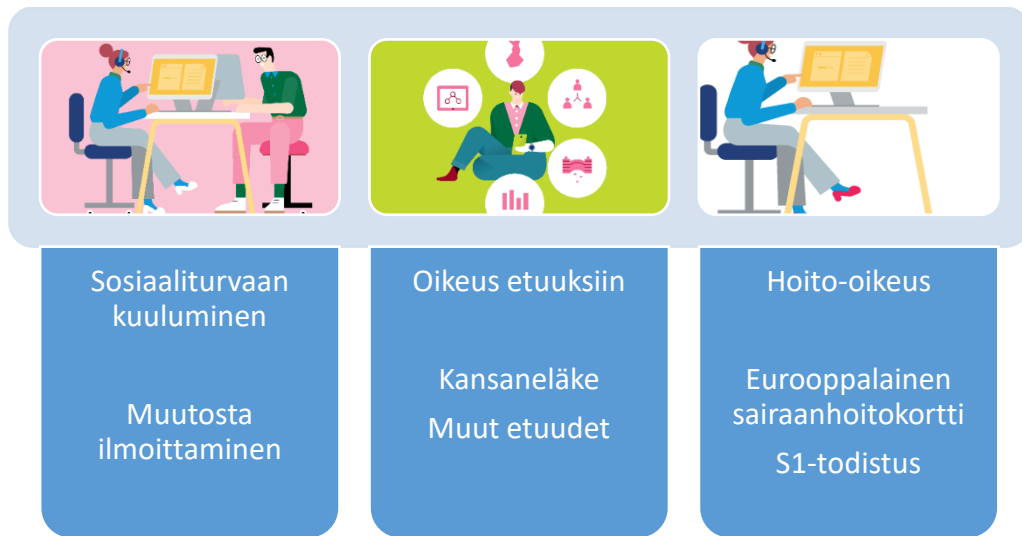 Sosiaaliturvaan
kuuluminen
Muutosta
ilmoittaminen
Oikeus etuuksiin
Kansaneläke
Muut etuudet
Hoito-oikeus
Eurooppalainen
sairaanhoitokortti
S1-todistus